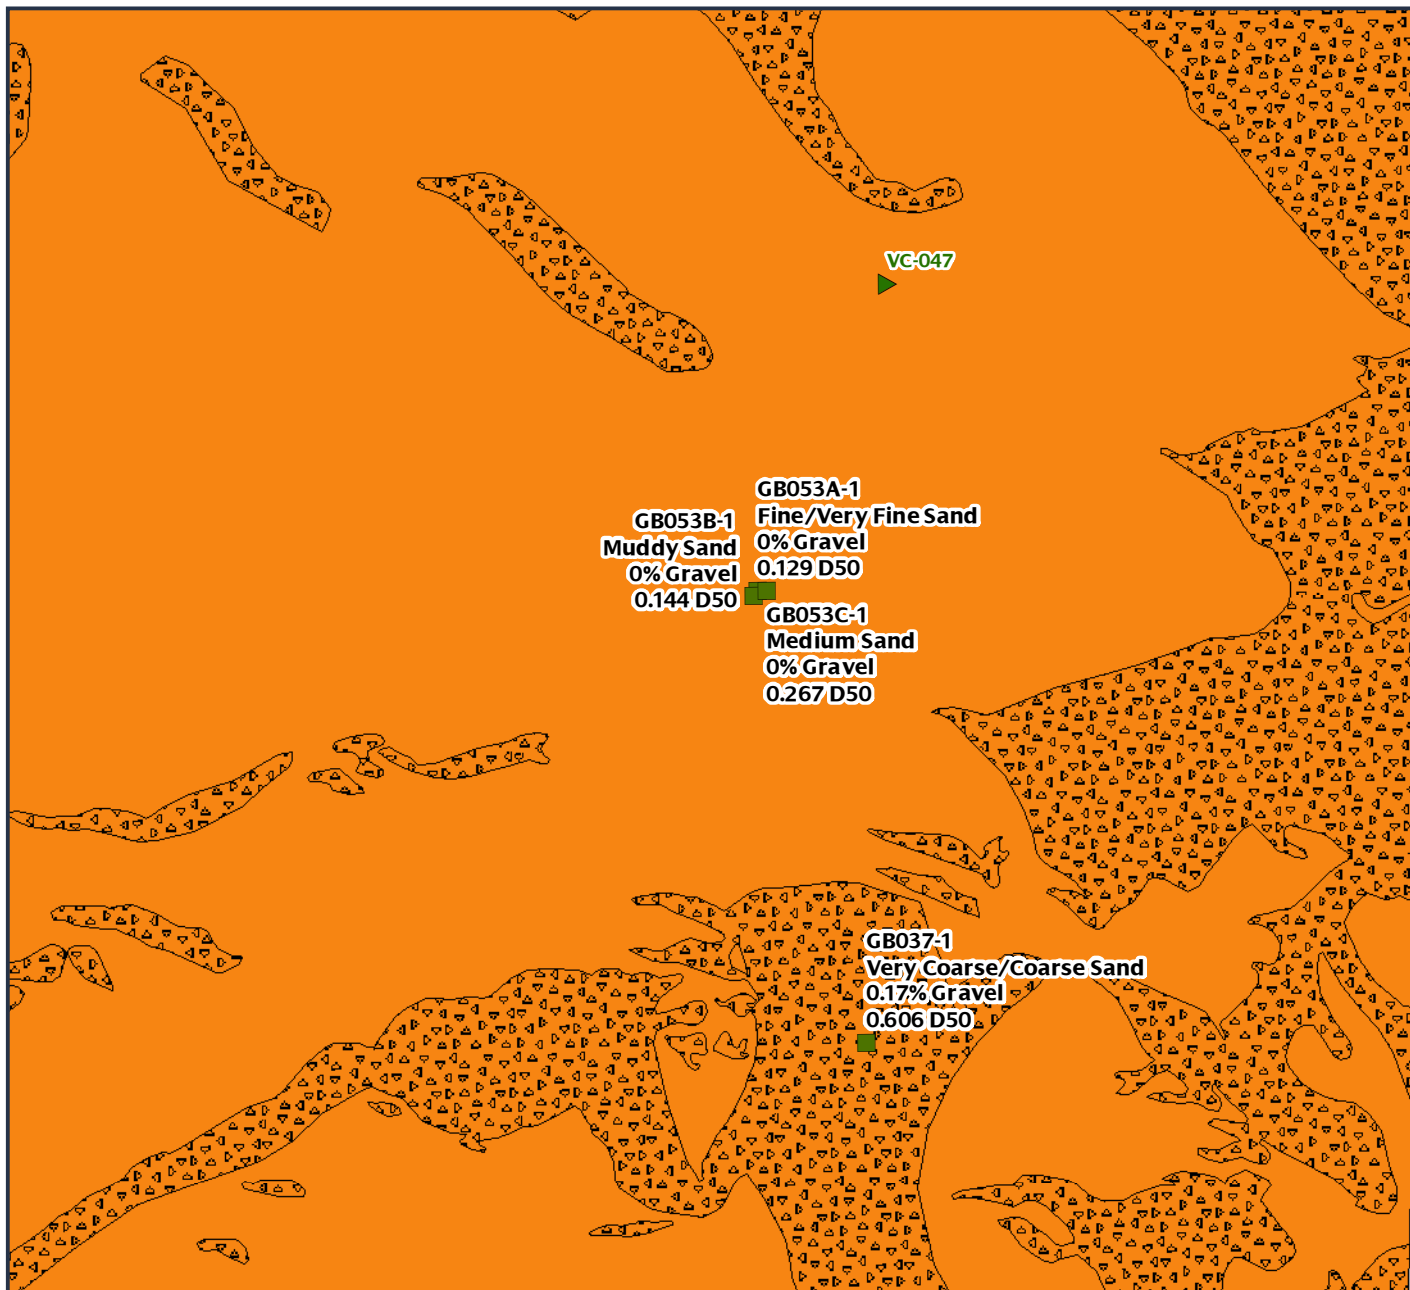 VC-047
GB053A-1
Fine/Very Fine Sand
0% Gravel
0.129 D50
GB053B-1
Muddy Sand
0% Gravel
0.144 D50
GB053C-1
Medium Sand
0% Gravel
0.267 D50
GB037-1
Very Coarse/Coarse Sand
0.17% Gravel
0.606 D50